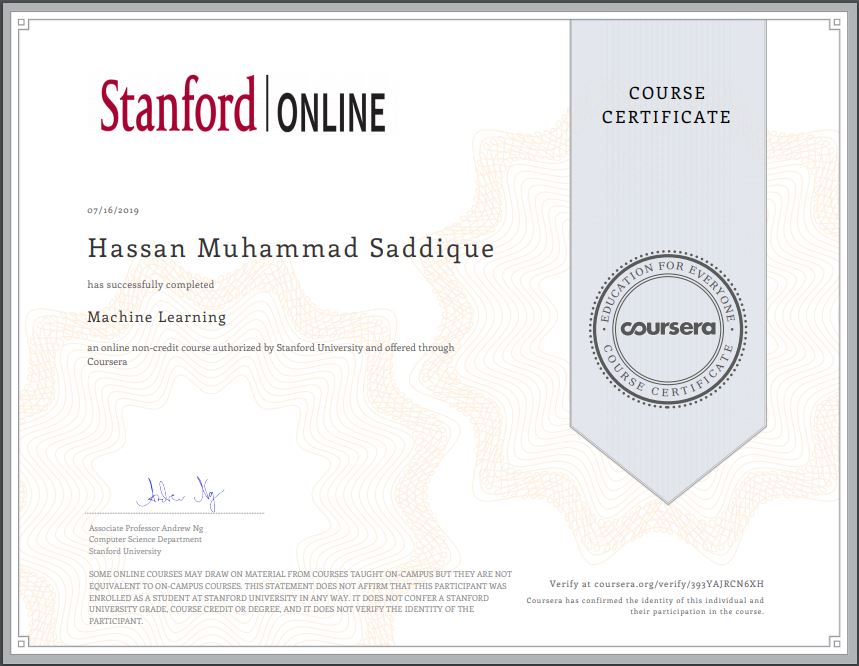 Stanford | ONLINE
COURSE
CERTIFICATE
07/16/2019
Hassan Muhammad Saddique
has successfully completed
Machine Learning
an online non-credit course authorized by Stanford University and offered through
Coursera
EDUCATION FOR EVERYONE
coursera
COURSE CERTIFICATE
Andrew Ng
Associate Professor Andrew Ng
Computer Science Department
Stanford University
SOME ONLINE COURSES MAY DRAW ON MATERIAL FROM COURSES TAUGHT ON-CAMPUS BUT THEY ARE NOT
EQUIVALENT TO ON-CAMPUS COURSES. THIS STATEMENT DOES NOT AFFIRM THAT THIS PARTICIPANT WAS
ENROLLED AS A STUDENT AT STANFORD UNIVERSITY IN ANY WAY. IT DOES NOT CONFER A STANFORD
UNIVERSITY GRADE, COURSE CREDIT OR DEGREE, AND IT DOES NOT VERIFY THE IDENTITY OF THE
PARTICIPANT.
Verify at coursera.org/verify/393YAJRCN6XH
Coursera has confirmed the identity of this individual and
their participation in the course.